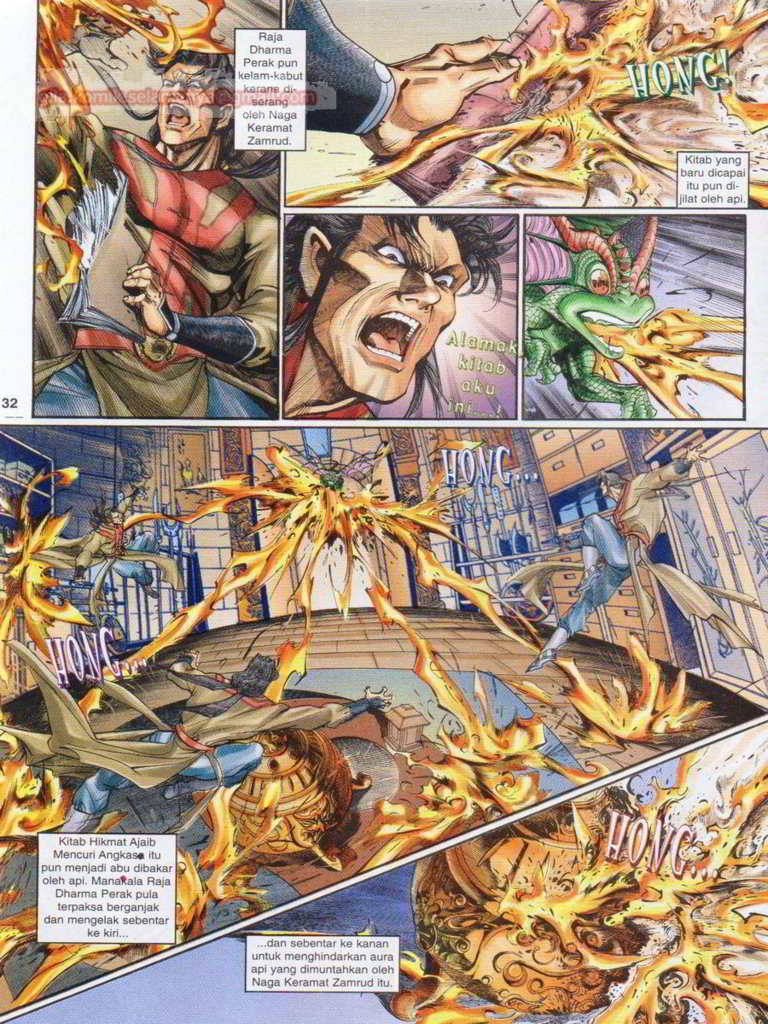 Raja
Dharma
Perak pun
kelam-kabut
kerana di-
serang
oleh Naga
Keramat
Zamrud.
HONG!
Kitab yang
baru dicapai
itu pun di-
jilat oleh api.
Alamak
kitab
aku
ini....!
32
HONG...
HONG...
Kitab Hikmat Ajaib
Mencuri Angkasa itu
pun menjadi abu dibakar
oleh api. Manakala Raja
Dharma Perak pula
terpaksa berganjak
dan mengelak sebentar
ke kiri...
HONG...
...dan sebentar ke kanan
untuk menghindarkan aura
api yang dimuntahkan oleh
Naga Keramat Zamrud itu.